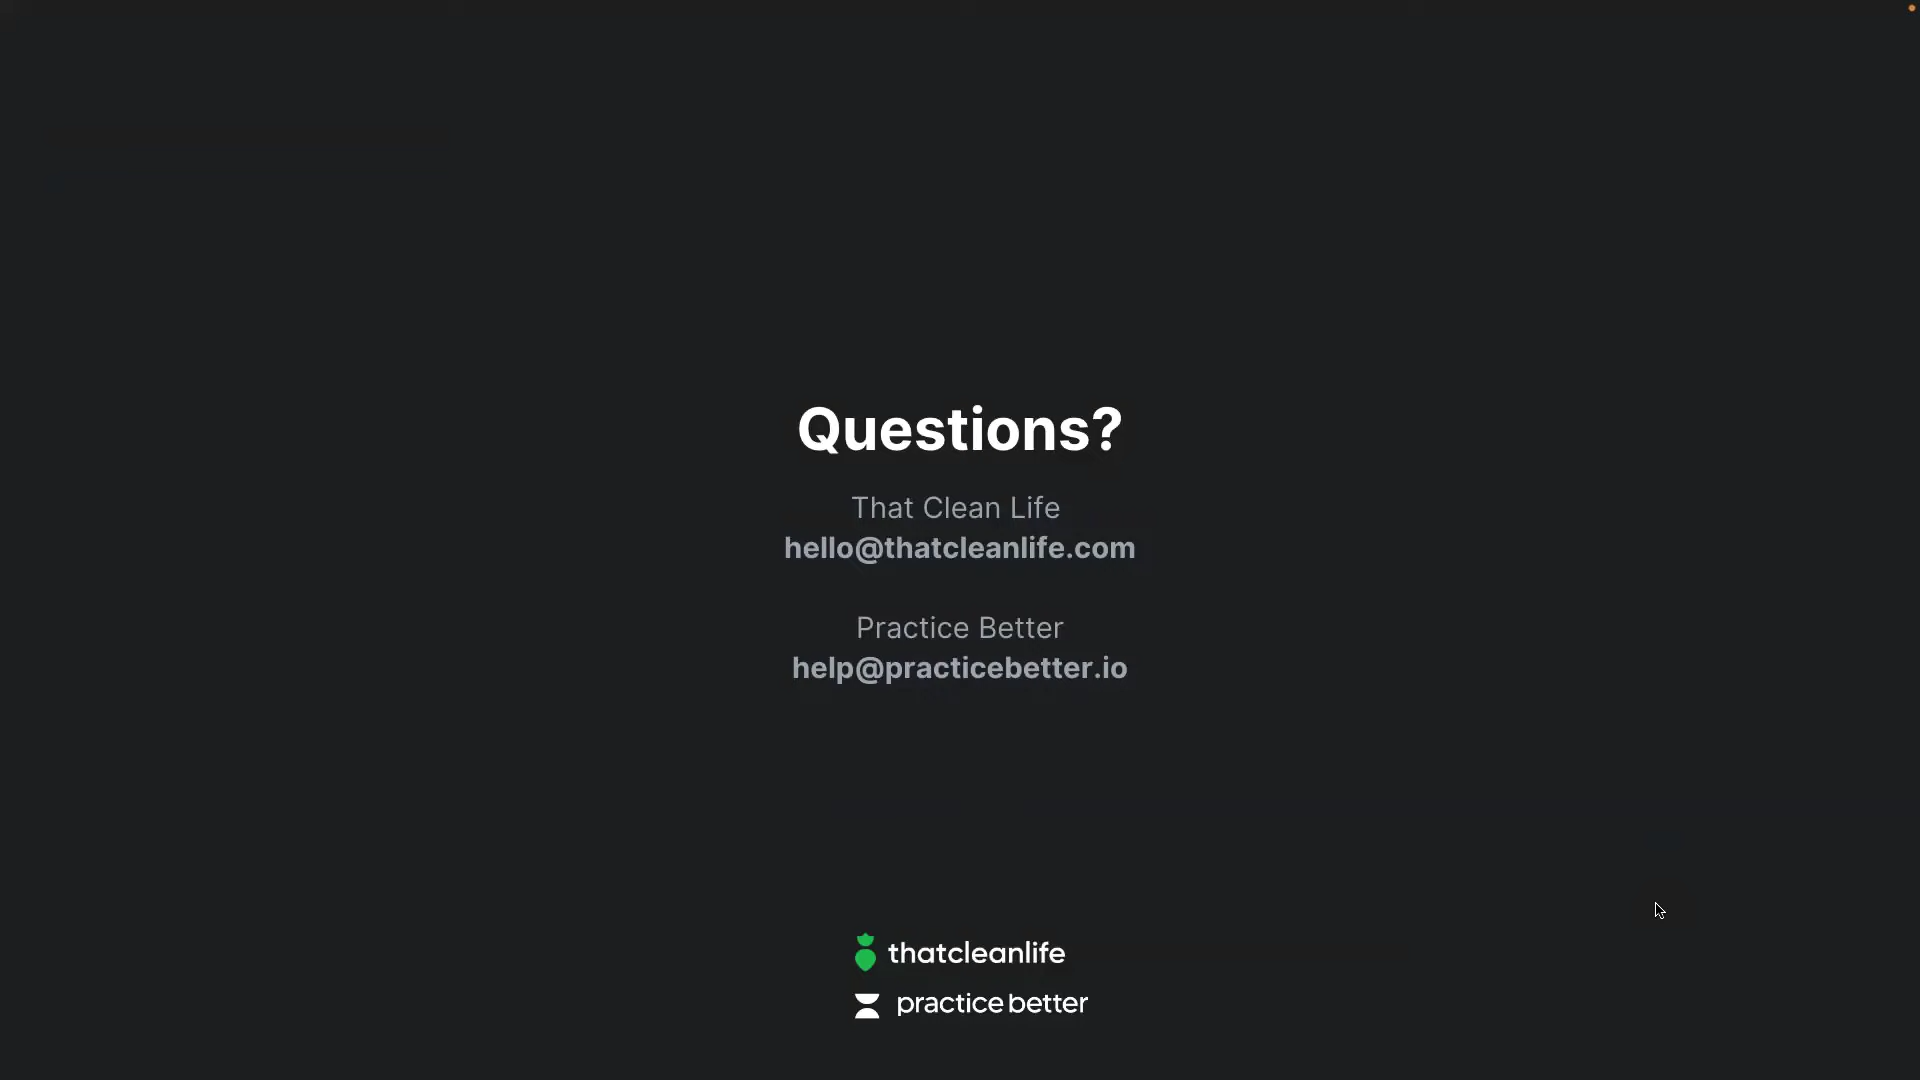 Questions?
That Clean Life
hello@thatcleanlife.com
Practice Better
help@practicebetter.io
thatcleanlife
practice better